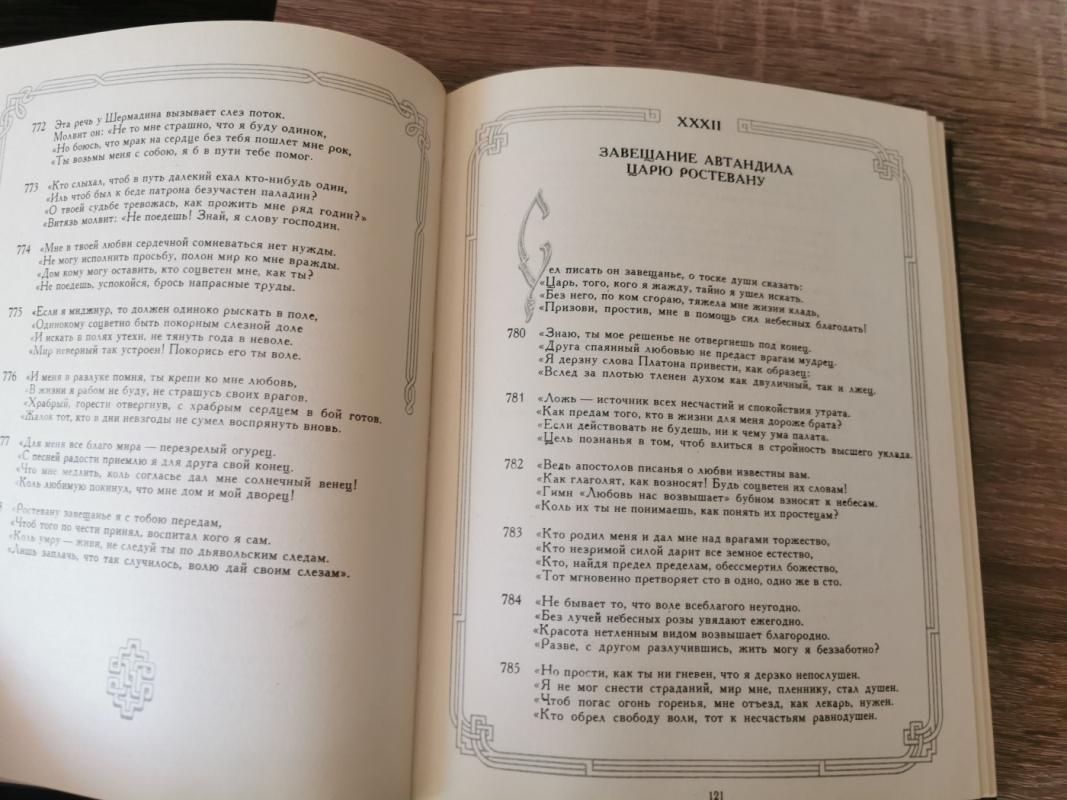 772 Эта речь у Шермадина вызывает слез поток.
Молвит он: «Не то мне страшно, что я буду одинок,
«Но боюсь, что мрак на сердце без тебя пошлет мне рок,
«Ты возьмы меня с собою, я б в пути тебе помог.
773 «Кто слыхал, чтоб в путь далекий ехал кто-нибудь один,
«Иль чтоб был к беде патрона безучастен паладин?
«О твоей судьбе тревожась, как прожить мне ряд годин?»
«Витязь молвит: «Не поедешь! Знай, я слову господин.
774 «Мне в твоей любви сердечной сомневаться нет нужды.
«Не могу исполнить просьбу, полон мир ко мне вражды.
«Дом кому могу оставить, кто соцветен мне, как ты?
«Не поедешь, успокойся, брось напрасные труды.
775 «Если я миджнур, то должен одиноко рыскать в поле,
«Одинокому соцветно быть покорным слезной доле
«И искать в полях утехи, не тянуть года в неволе.
«Мир неверный так устроен! Покорись его ты воле.
776 «И меня в разлуке помня, ты крепи ко мне любовь,
«В жизни я рабом не буду, не страшусь своих врагов.
«Храбрый, горести отвергнув, с храбрым сердцем в бой готов.
«Жалок тот, кто в дни невзгоды не сумел воспрянуть вновь.
77 «Для меня все благо мира — перезрелый огурец.
«С песней радости приемлю я для друга свой конец.
«Что мне медлить, коль согласье дал мне солнечный венец!
«Коль любимую покинул, что мне дом и мой дворец!
8 «Ростевану завещанье я с тобою передам,
«Чтоб того по чести принял, воспитал кого я сам.
«Коль умру — живи, не следуй ты по дьявольским следам.
«Лишь заплачь, что так случилось, волю дай своим слезам».
XXXII
ЗАВЕЩАНИЕ АВТАНДИЛА
ЦАРЮ РОСТЕВАНУ
Сел писать он завещанье, о тоске души сказать:
«Царь, того, кого я жажду, тайно я ушел искать.
«Без него, по ком сгораю, тяжела мне жизни кладь,
«Призови, простив, мне в помощь сил небесных благодать!
780 «Знаю, ты мое решенье не отвергнешь под конец.
«Друга спаянный любовью не предаст врагам мудрец.
«Я дерзну слова Платона привести, как образец:
«Вслед за плотью тленен духом как двуличный, так и лжец.
781 «Ложь — источник всех несчастий и спокойствия утрата.
«Как предам того, кто в жизни для меня дороже брата?
«Если действовать не будешь, ни к чему ума палата.
«Цель познанья в том, чтоб влиться в стройность высшего уклада.
782 «Ведь апостолов писанья о любви известны вам.
«Как глаголят, как возносят! Будь соцветен их словам!
«Гимн «Любовь нас возвышает» бубном взносят к небесам.
«Коль их ты не понимаешь, как понять их простецам?
783 «Кто родил меня и дал мне над врагами торжество,
«Кто незримой силой дарит все земное естество,
«Кто, найдя предел пределам, обессмертил божество,
«Тот мгновенно претворяет сто в одно, одно же в сто.
784 «Не бывает то, что воле всеблагого неугодно.
«Без лучей небесных розы увядают ежегодно.
«Красота нетленным видом возвышает благородно.
«Разве, с другом разлучившись, жить могу я беззаботно?
785 «Но прости, как ты ни гневен, что я дерзко непослушен.
«Я не мог снести страданий, мир мне, пленнику, стал душен.
«Чтоб погас огонь горенья, мне отъезд, как лекарь, нужен.
«Кто обрел свободу воли, тот к несчастьям равнодушен.
121